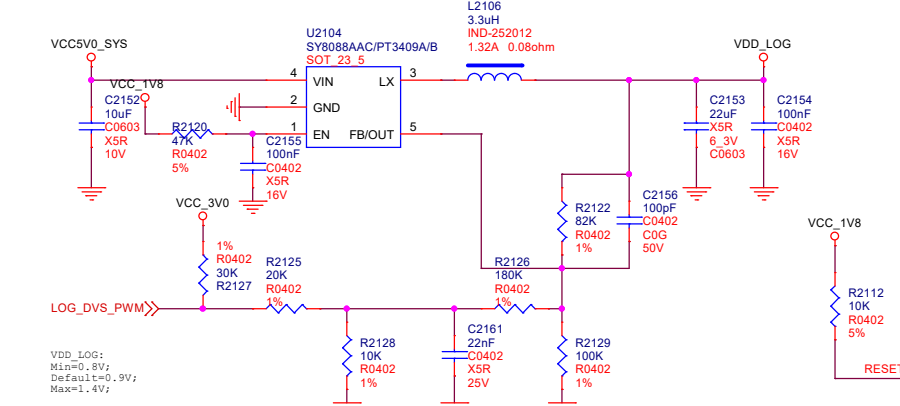 L2106
3.3uH
IND-252012
1.32A 0.08ohm
VCC5V0_SYS
U2104
SY8088AAC/PT3409A/B
SOT_23_5
VDD_LOG
4
VIN
LX
3
2
GND
1
EN
FB/OUT
5
VCC_1V8
C2152
10uF
C0603
X5R
10V
R2120
47K
R0402
5%
C2155
100nF
C0402
X5R
16V
C2153
22uF
X5R
6_3V
C0603
C2154
100nF
C0402
X5R
16V
VCC_3V0
1%
R0402
30K
R2127
R2122
82K
R0402
1%
C2156
100pF
C0402
C0G
50V
VCC_1V8
R2125
20K
R0402
1%
R2126
180K
R0402
1%
LOG_DVS_PWM
R2128
10K
R0402
1%
C2161
22nF
C0402
X5R
25V
R2129
100K
R0402
1%
R2112
10K
R0402
5%
RESET
VDD_LOG:
Min=0.8V;
Default=0.9V;
Max=1.4V;